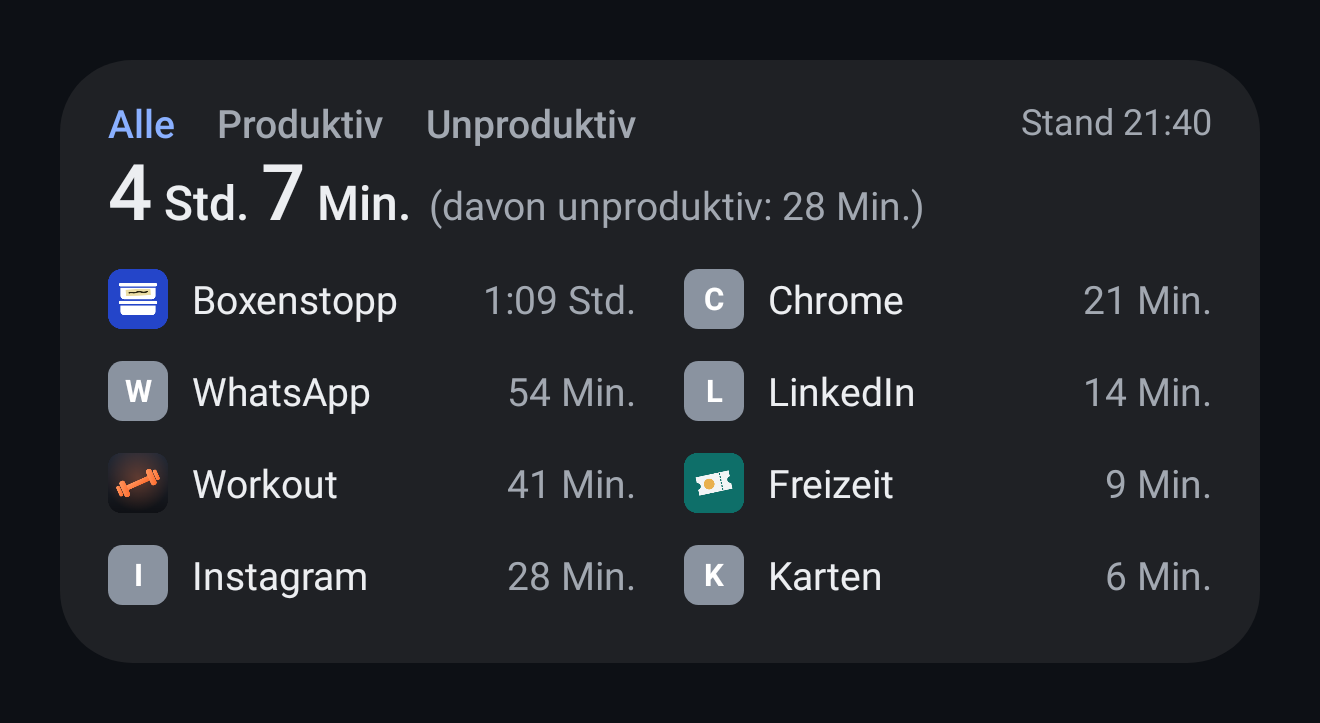 Alle Produktiv Unproduktiv Stand 21:40
4 Std. 7 Min. (davon unproduktiv: 28 Min.)
Boxenstopp 1:09 Std. C Chrome 21 Min.
W WhatsApp 54 Min. L LinkedIn 14 Min.
Workout 41 Min. Freizeit 9 Min.
I Instagram 28 Min. K Karten 6 Min.